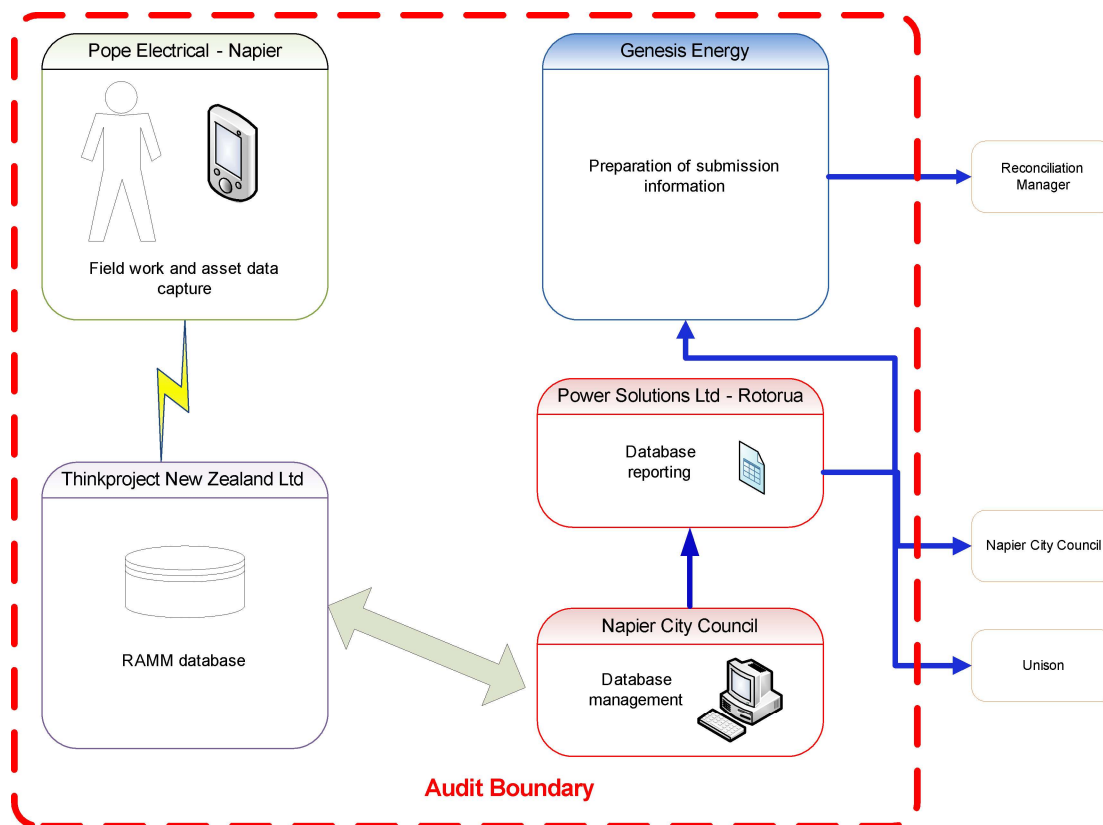 Pope Electrical - Napier
Field work and asset data
capture
Genesis Energy
Preparation of submission
information
Reconciliation
Manager
Power Solutions Ltd - Rotorua
Database
reporting
Thinkproject New Zealand Ltd
RAMM database
Napier City Council
Unison
Napier City Council
Database
management
Audit Boundary